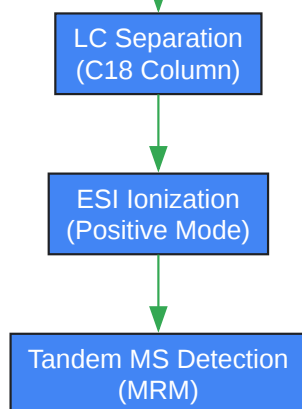 LC Separation
(C18 Column)
ESI Ionization
(Positive Mode)
Tandem MS Detection
(MRM)